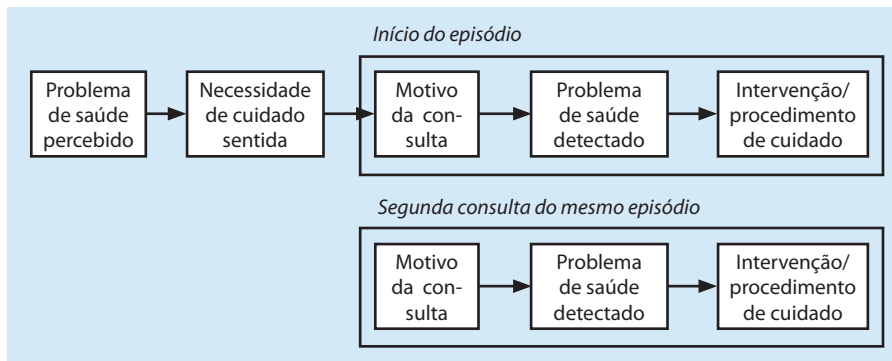 Início do episódio
Problema
de saúde
percebido
Necessidade
de cuidado
sentida
Motivo
da con-
sulta
Problema
de saúde
detectado
Intervenção/
procedimento
de cuidado
Segunda consulta do mesmo episódio
Motivo
da con-
sulta
Problema
de saúde
detectado
Intervenção/
procedimento
de cuidado